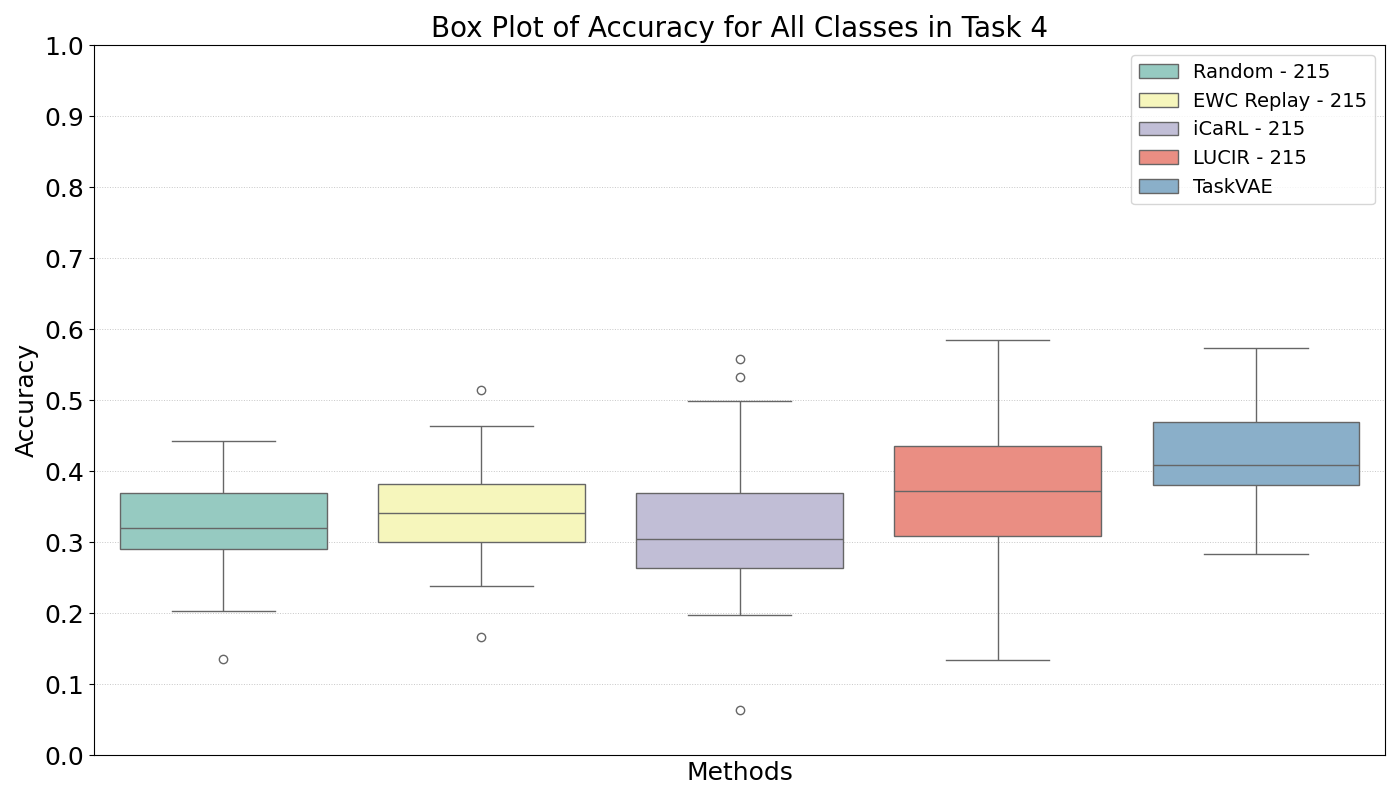 Box Plot of Accuracy for All Classes in Task 4
1.0
0.9
0.8
0.7
0.6
0.5
0.4
0.3
0.2
0.1
0.0
Accuracy
Methods
Random - 215
EWC Replay - 215
iCaRL - 215
LUCIR - 215
TaskVAE